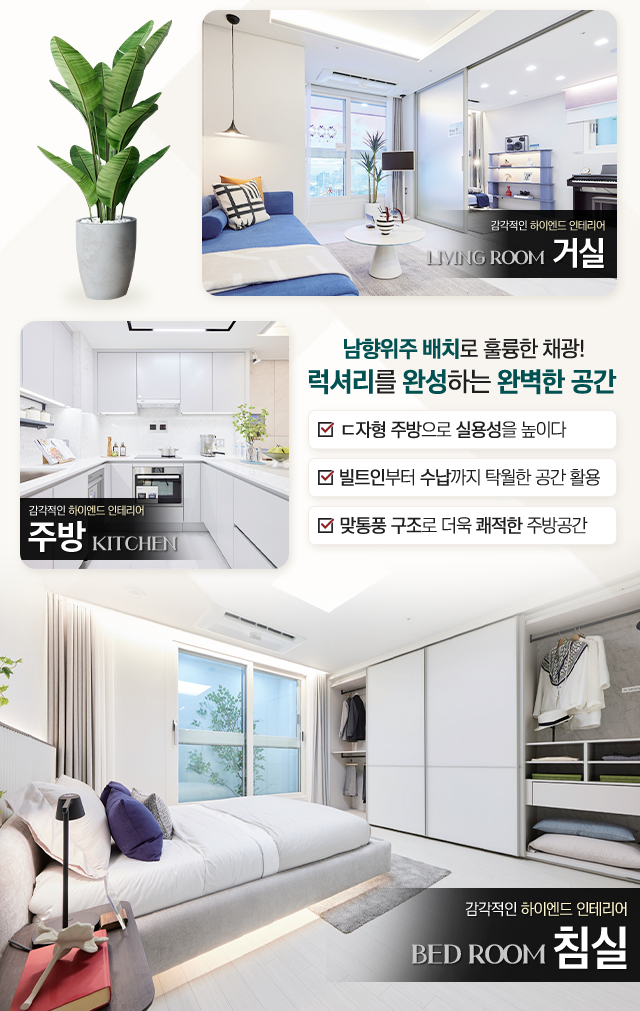 감각적인 하이엔드 인테리어
LIVING ROOM 거실
남향위주 배치로 훌륭한 채광!
럭셔리를 완성하는 완벽한 공간
ㄷ자형 주방으로 실용성을 높이다
빌트인부터 수납까지 탁월한 공간 활용
맞통풍 구조로 더욱 쾌적한 주방공간
감각적인 하이엔드 인테리어
주방 KITCHEN
감각적인 하이엔드 인테리어
BED ROOM 침실